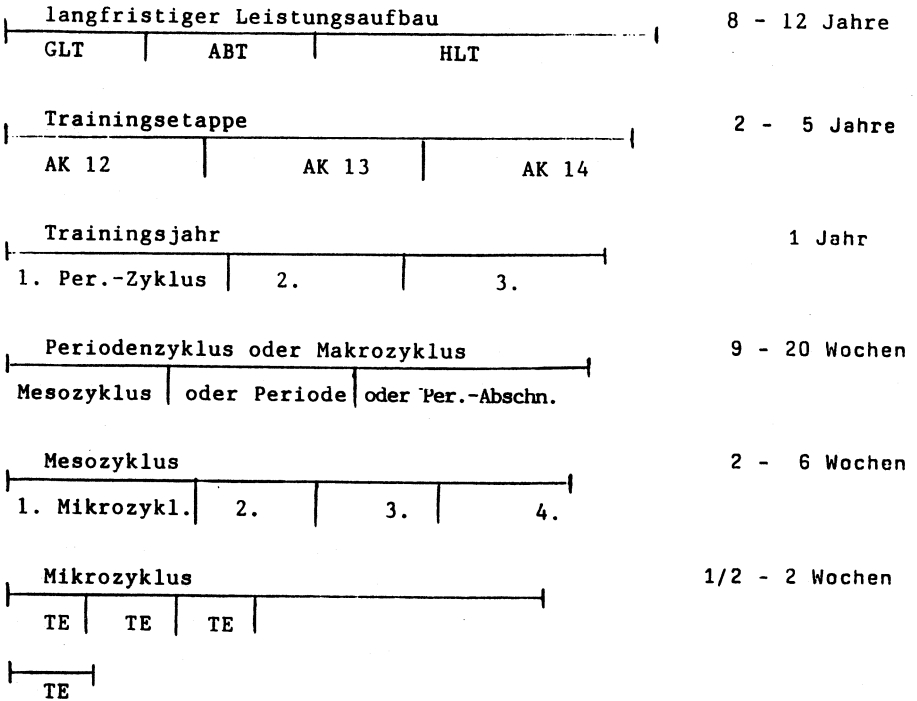 langfristiger Leistungsaufbau 8 - 12 Jahre
GLT ABT HLT
Trainingsetappe 2 - 5 Jahre
AK 12 AK 13 AK 14
Trainingsjahr 1 Jahr
1. Per.-Zyklus 2. 3.
Periodenzyklus oder Makrozyklus 9 - 20 Wochen
Mesozyklus oder Periode oder Per.-Abschn.
Mesozyklus 2 - 6 Wochen
1. Mikrozykl. 2. 3. 4.
Mikrozyklus 1/2 - 2 Wochen
TE TE TE
TE